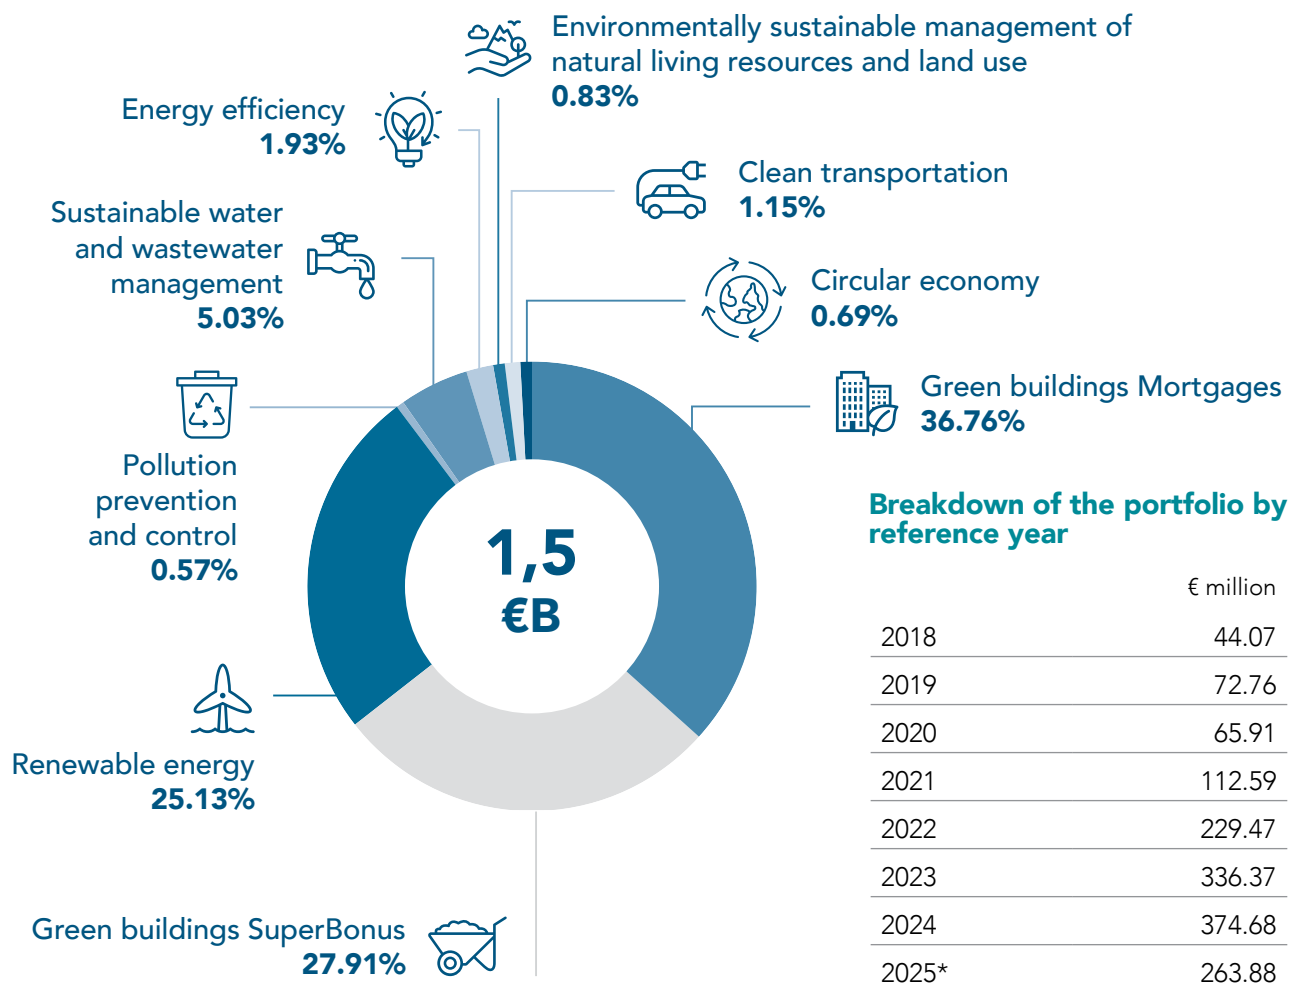 Environmentally sustainable management of
natural living resources and land use
0.83%
Energy efficiency
1.93%
Clean transportation
1.15%
Sustainable water
and wastewater
management
5.03%
Circular economy
0.69%
Green buildings Mortgages
36.76%
Pollution
prevention
and control
0.57%
1,5
€B
Renewable energy
25.13%
Green buildings SuperBonus
27.91%
Breakdown of the portfolio by
reference year
€ million
2018 44.07
2019 72.76
2020 65.91
2021 112.59
2022 229.47
2023 336.37
2024 374.68
2025* 263.88